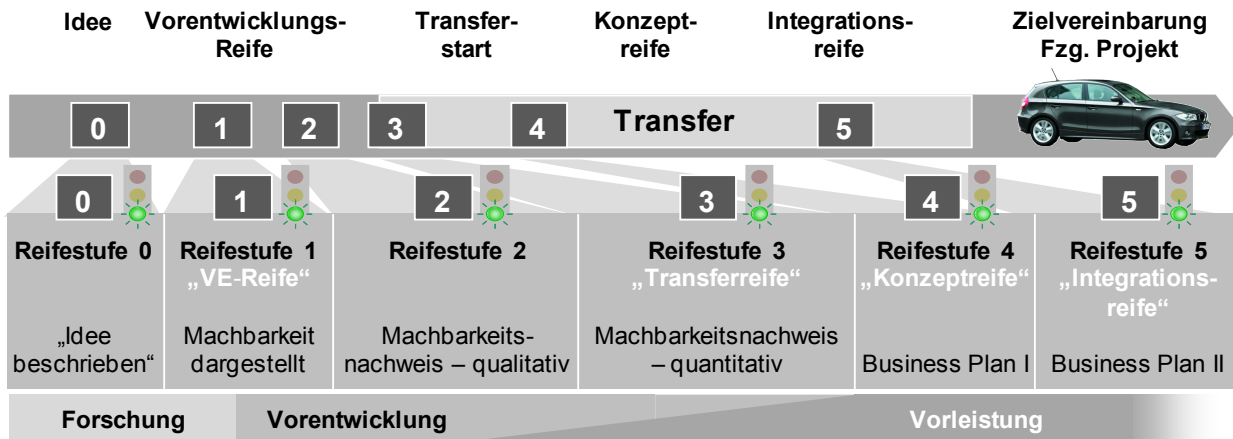 Idee
Vorentwicklungs-
Reife
Transfer-
start
Konzept-
reife
Integrations-
reife
Zielvereinbarung
Fzg. Projekt
0
1
2
3
4
Transfer
5
0
1
2
3
4
5
Reifestufe 0
„Idee
beschrieben“
Reifestufe 1
„VE-Reife“
Machbarkeit
dargestellt
Reifestufe 2
Machbarkeits-
nachweis – qualitativ
Reifestufe 3
„Transferreife“
Machbarkeitsnachweis
– quantitativ
Reifestufe 4
„Konzeptreife“
Business Plan I
Reifestufe 5
„Integrations-
reife“
Business Plan II
Forschung
Vorentwicklung
Vorleistung